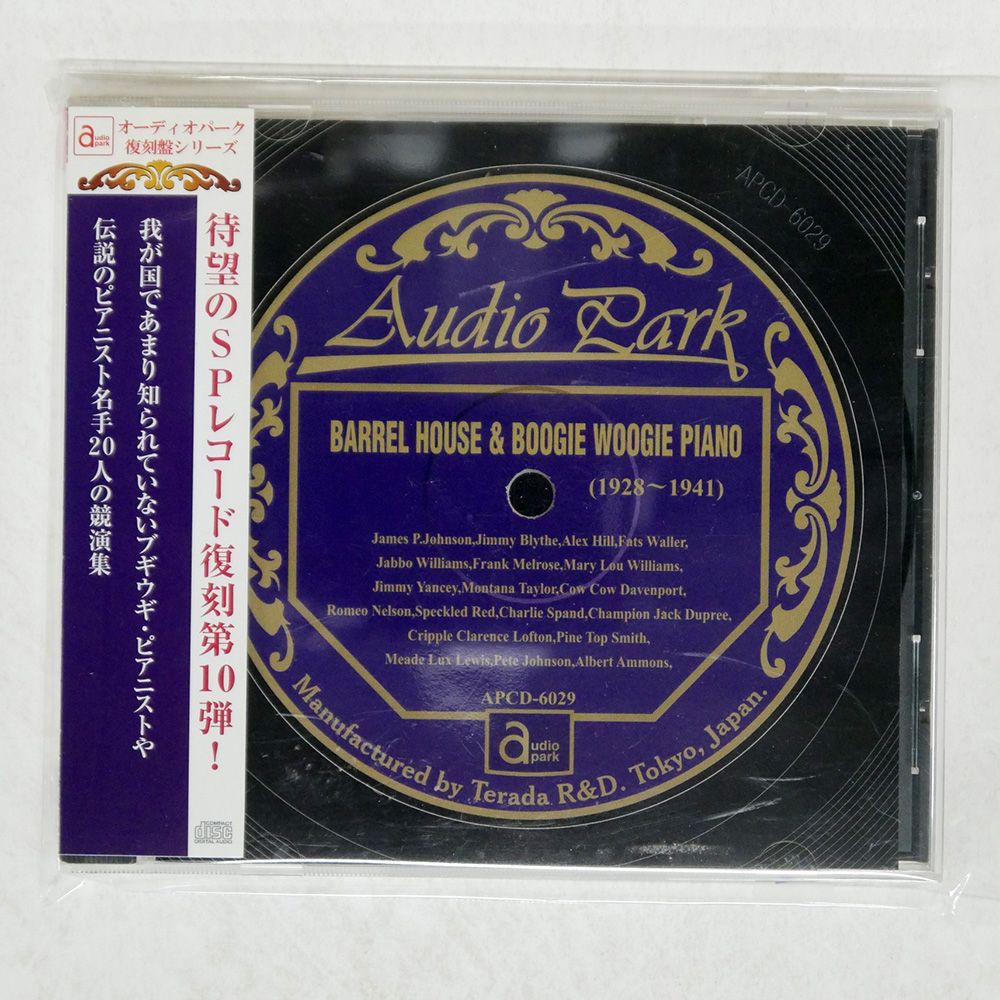 audio park
オーディオパーク
復刻盤シリーズ
待望のSPレコード復刻第10弾！
我が国であまり知られていないブギウギ・ピアニストや
伝説のピアニスト名手20人の競演集
COMPACT
disc
DIGITAL AUDIO
APCD-6029
Audio Park
BARREL HOUSE & BOOGIE WOOGIE PIANO
(1928～1941)
James P.Johnson,Jimmy Blythe,Alex Hill,Fats Waller,
Jabbo Williams,Frank Melrose,Mary Lou Williams,
Jimmy Yancey,Montana Taylor,Cow Cow Davenport,
Romeo Nelson,Speckled Red,Charlie Spand,Champion Jack Dupree,
Cripple Clarence Lofton,Pine Top Smith,
Meade Lux Lewis,Pete Johnson,Albert Ammons,
APCD-6029
audio park
Manufactured by Terada R&D. Tokyo, Japan.